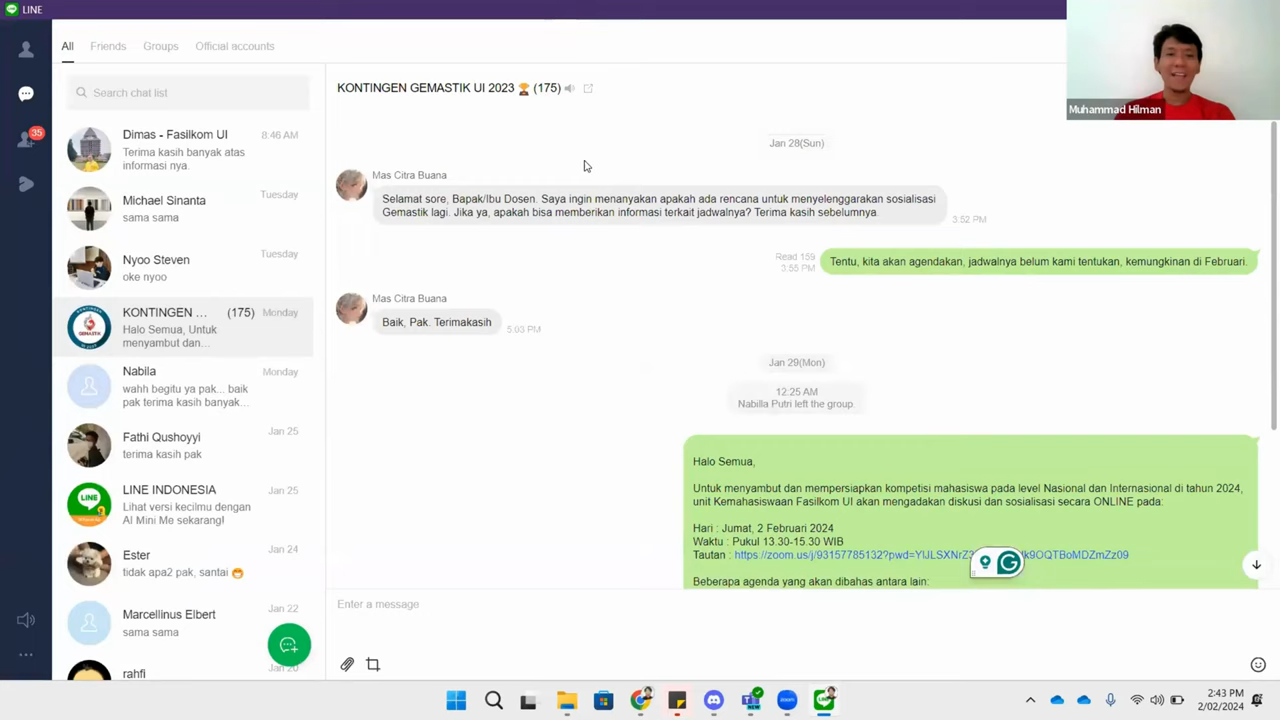 LINE
All Friends Groups Official accounts
Search chat list
Dimas - Fasilkom UI 8:46 AM
Terima kasih banyak atas
informasi nya.
Michael Sinanta Tuesday
sama sama
Nyoo Steven Tuesday
oke nyoo
KONTINGEN ... (175) Monday
Halo Semua, Untuk
menyambut dan...
Nabila Monday
wahh begitu ya pak... baik
pak terima kasih banyak...
Fathi Qushoyyi Jan 25
terima kasih pak
LINE INDONESIA Jan 25
Lihat versi kecilmu dengan
AI Mini Me sekarang!
Ester Jan 24
tidak apa2 pak, santai
Marcellinus Elbert Jan 22
sama sama
rahfi Jan 20
35
KONTINGEN GEMASTIK UI 2023 🏆 (175)
Jan 28(Sun)
Mas Citra Buana
Selamat sore, Bapak/Ibu Dosen. Saya ingin menanyakan apakah ada rencana untuk menyelenggarakan sosialisasi
Gemastik lagi. Jika ya, apakah bisa memberikan informasi terkait jadwalnya? Terima kasih sebelumnya.
3:52 PM
Read 159
3:55 PM
Tentu, kita akan agendakan, jadwalnya belum kami tentukan, kemungkinan di Februari.
Mas Citra Buana
Baik, Pak. Terimakasih
5:03 PM
Jan 29(Mon)
12:25 AM
Nabilla Putri left the group.
Halo Semua,
Untuk menyambut dan mempersiapkan kompetisi mahasiswa pada level Nasional dan Internasional di tahun 2024,
unit Kemahasiswaan Fasilkom UI akan mengadakan diskusi dan sosialisasi secara ONLINE pada:
Hari : Jumat, 2 Februari 2024
Waktu : Pukul 13.30-15.30 WIB
Tautan :
Beberapa agenda yang akan dibahas antara lain:
Enter a message
Muhammad Hilman
NEW
zoom
LINE
2:43 PM
2/02/2024